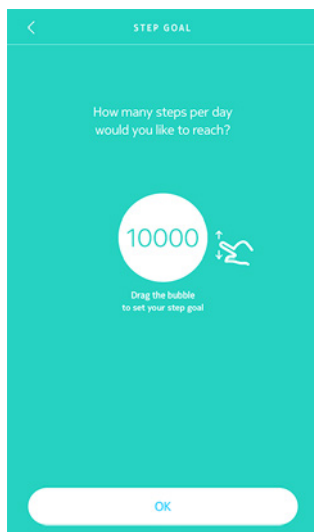 STEP GOAL
How many steps per day
would you like to reach?
10000
Drag the bubble
to set your step goal
OK